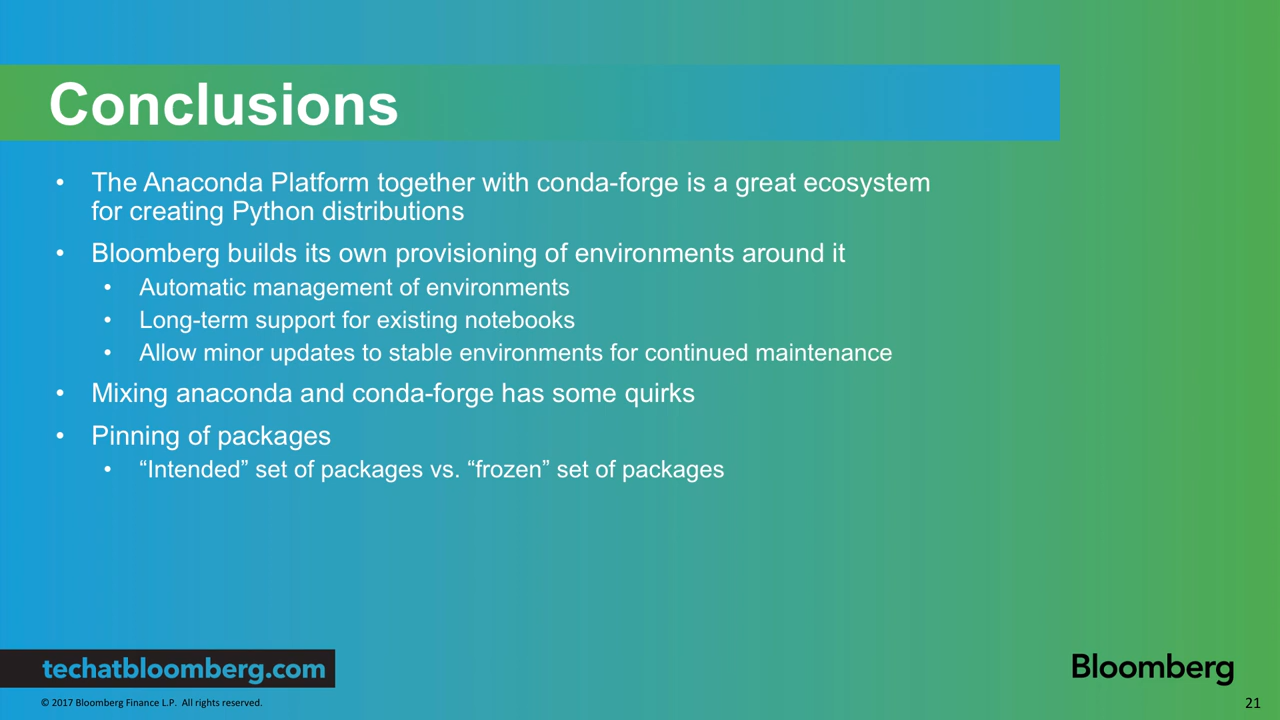 Conclusions
• The Anaconda Platform together with conda-forge is a great ecosystem
for creating Python distributions
• Bloomberg builds its own provisioning of environments around it
• Automatic management of environments
• Long-term support for existing notebooks
• Allow minor updates to stable environments for continued maintenance
• Mixing anaconda and conda-forge has some quirks
• Pinning of packages
• “Intended” set of packages vs. “frozen” set of packages
techatbloomberg.com
Bloomberg
© 2017 Bloomberg Finance L.P. All rights reserved.
21